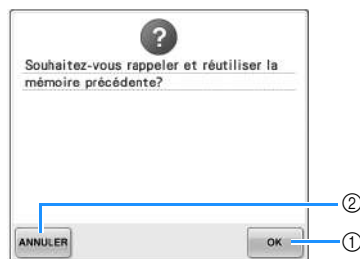 ?
Souhaitez-vous rappeler et réutiliser la
mémoire précédente?
②
ANNULER
OK
①